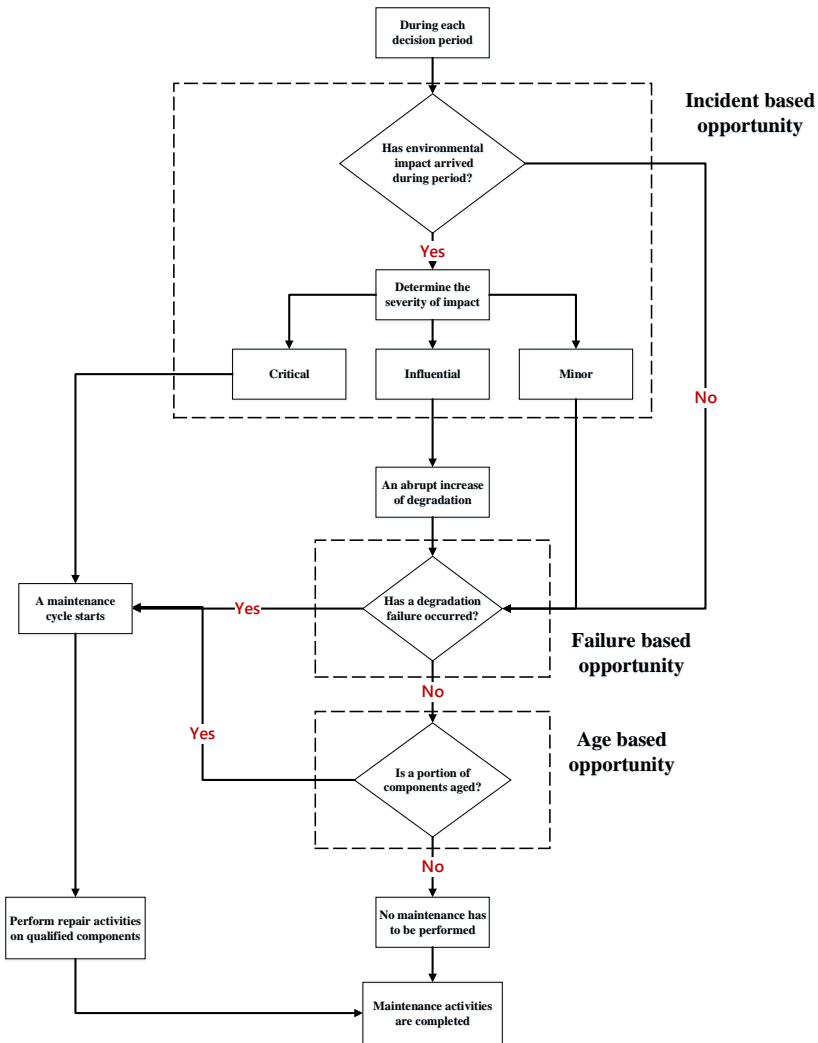 During each
decision period
Incident based
opportunity
Has environmental
impact arrived
during period?
Yes
Determine the
severity of impact
Critical
Influential
Minor
No
An abrupt increase
of degradation
A maintenance
cycle starts
Yes
Has a degradation
failure occurred?
Failure based
opportunity
No
Yes
Age based
opportunity
Is a portion of
components aged?
No
Perform repair activities
on qualified components
No maintenance has
to be performed
Maintenance activities
are completed